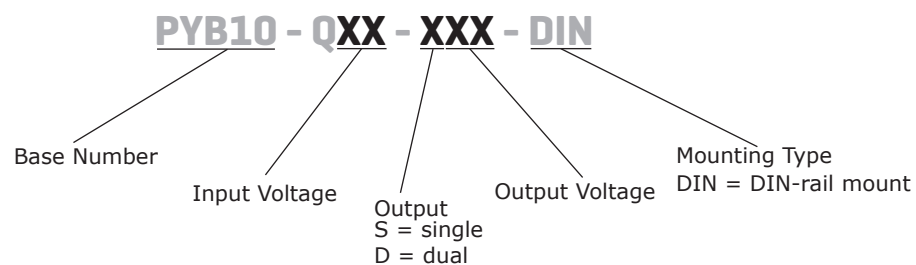 PYB10 - QXX - XXX - DIN
Base Number
Input Voltage
Output
S = single
D = dual
Output Voltage
Mounting Type
DIN = DIN-rail mount